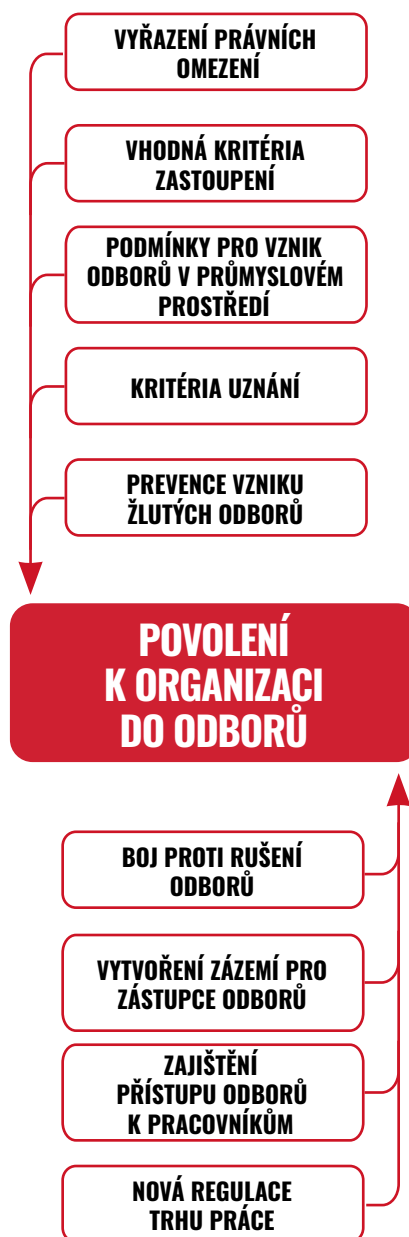 VYŘAZENÍ PRÁVNÍCH
OMEZENÍ
VHODNÁ KRITÉRIA
ZASTOUPENÍ
PODMÍNKY PRO VZNIK
ODBORŮ V PRŮMYSLOVÉM
PROSTŘEDÍ
KRITÉRIA UZNÁNÍ
PREVENCE VZNIKU
ŽLUTÝCH ODBORŮ
POVOLENÍ
K ORGANIZACI
DO ODBORŮ
BOJ PROTI RUŠENÍ
ODBORŮ
VYTVOŘENÍ ZÁZEMÍ PRO
ZÁSTUPCE ODBORŮ
ZAJIŠTĚNÍ
PŘÍSTUPU ODBORŮ
K PRACOVNÍKŮM
NOVÁ REGULACE
TRHU PRÁCE